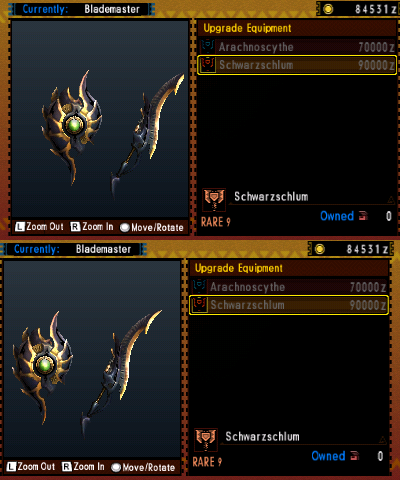 Currently: Blademaster 84531z
Upgrade Equipment
Arachnoscythe 70000z
Schwarzschlum 90000z
Schwarzschlum
Owned 0
RARE 9
L Zoom Out R Zoom In Move/Rotate
Currently: Blademaster 84531z
Upgrade Equipment
Arachnoscythe 70000z
Schwarzschlum 90000z
Schwarzschlum
Owned 0
RARE 9
L Zoom Out R Zoom In Move/Rotate